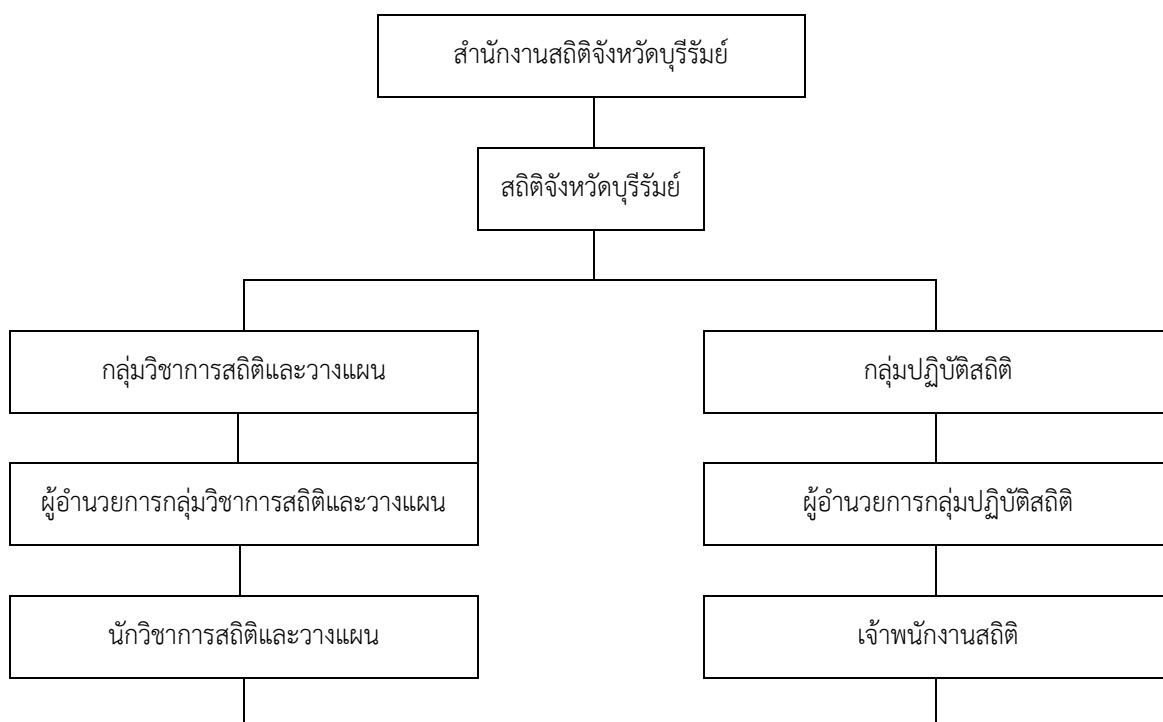 สำนักงานสถิติจังหวัดบุรีรัมย์
สถิติจังหวัดบุรีรัมย์
กลุ่มวิชาการสถิติและวางแผน
กลุ่มปฏิบัติสถิติ
ผู้อำนวยการกลุ่มวิชาการสถิติและวางแผน
ผู้อำนวยการกลุ่มปฏิบัติสถิติ
นักวิชาการสถิติและวางแผน
เจ้าพนักงานสถิติ